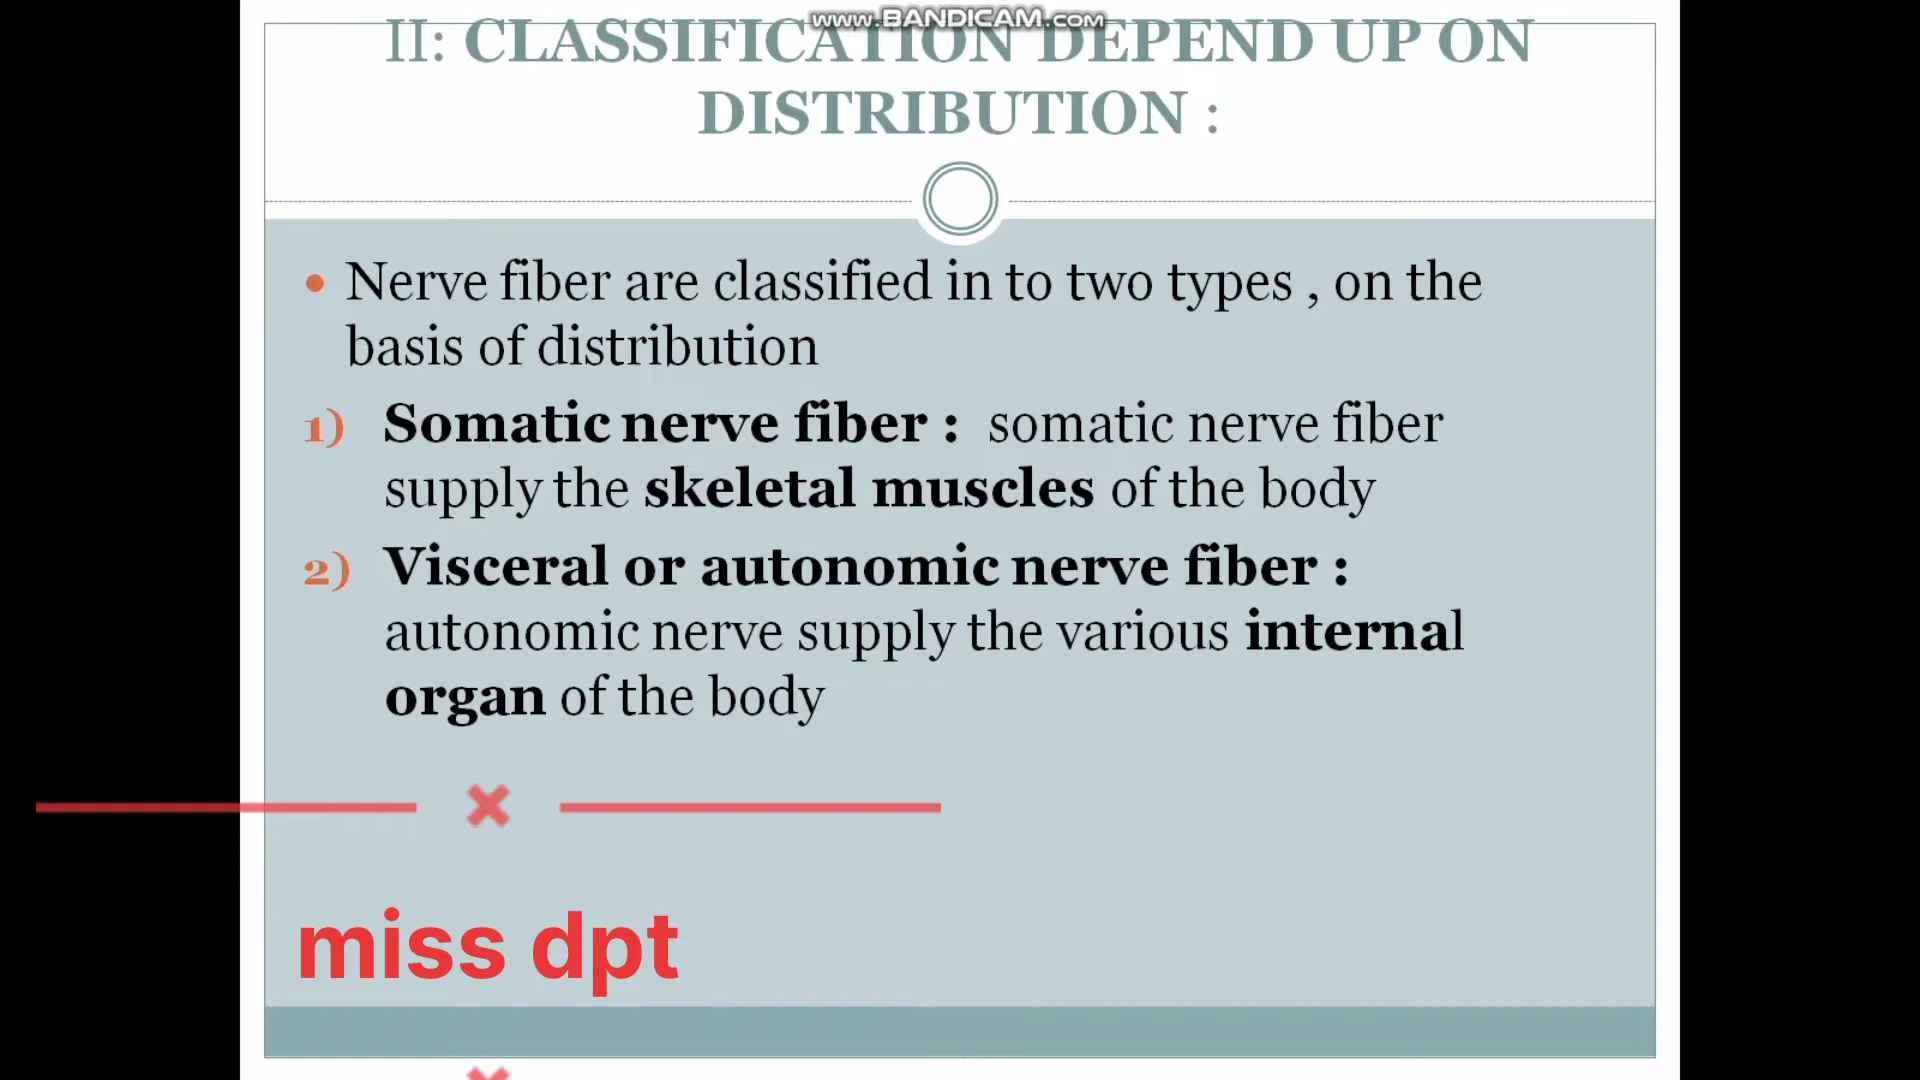 www.BANDICAM.com
II: CLASSIFICATION DEPEND UP ON
DISTRIBUTION :
• Nerve fiber are classified in to two types , on the
basis of distribution
1) Somatic nerve fiber : somatic nerve fiber
supply the skeletal muscles of the body
2) Visceral or autonomic nerve fiber :
autonomic nerve supply the various internal
organ of the body
miss dpt